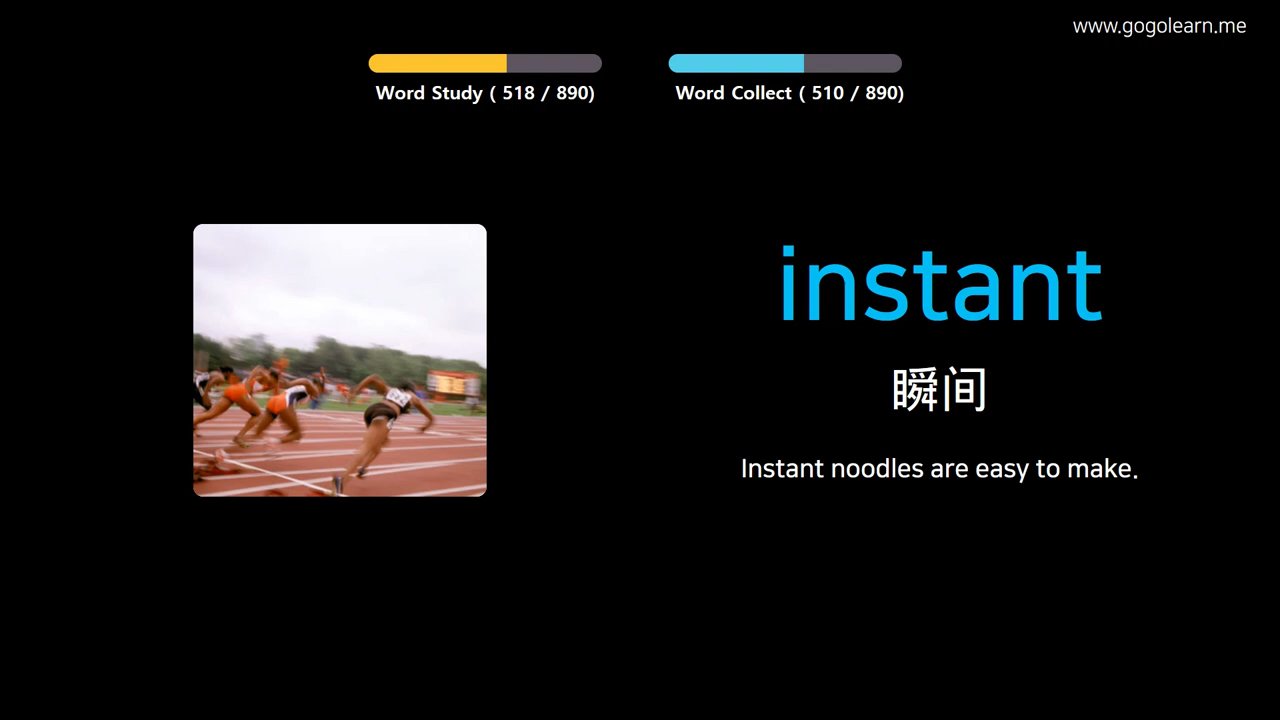 www.gogolearn.me
Word Study ( 518 / 890)
Word Collect ( 510 / 890)
instant
瞬间
Instant noodles are easy to make.